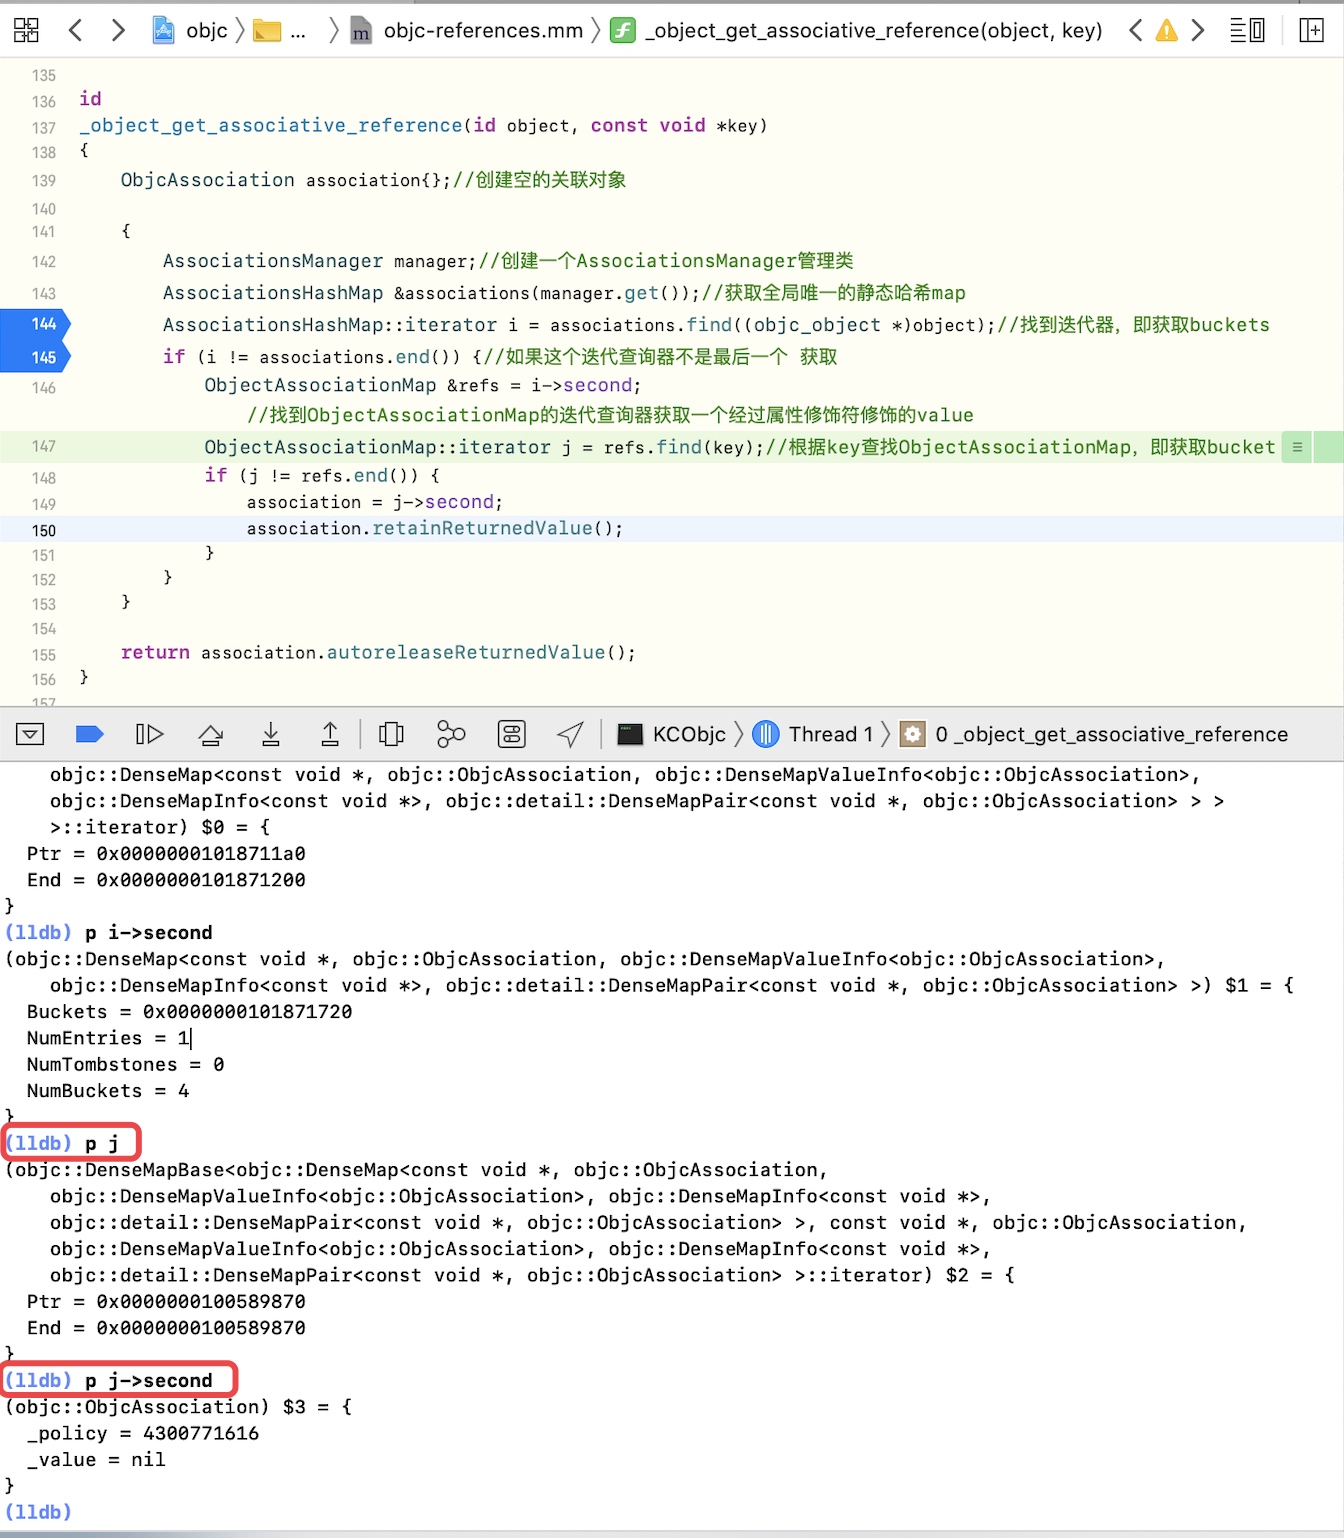 objc ... m objc-references.mm f _object_get_associative_reference(object, key)
135
136 id
137 _object_get_associative_reference(id object, const void *key)
138 {
139 ObjcAssociation association{};//创建空的关联对象
140
141 {
142 AssociationsManager manager;//创建一个AssociationsManager管理类
143 AssociationsHashMap &associations(manager.get());//获取全局唯一的静态哈希map
144 AssociationsHashMap::iterator i = associations.find((objc_object *)object);//找到迭代器，即获取buckets
145 if (i != associations.end()) {//如果这个迭代查询器不是最后一个 获取
146 ObjectAssociationMap &refs = i->second;
//找到ObjectAssociationMap的迭代查询器获取一个经过属性修饰符修饰的value
147 ObjectAssociationMap::iterator j = refs.find(key);//根据key查找ObjectAssociationMap，即获取bucket
148 if (j != refs.end()) {
149 association = j->second;
150 association.retainReturnedValue();
151 }
152 }
153 }
154
155 return association.autoreleaseReturnedValue();
156 }
157
KCObjc Thread 1 0 _object_get_associative_reference
objc::DenseMap<const void *, objc::ObjcAssociation, objc::DenseMapValueInfo<objc::ObjcAssociation>,
objc::DenseMapInfo<const void *>, objc::detail::DenseMapPair<const void *, objc::ObjcAssociation> > >
>::iterator) $0 = {
Ptr = 0x00000001018711a0
End = 0x0000000101871200
}
(lldb) p i->second
(objc::DenseMap<const void *, objc::ObjcAssociation, objc::DenseMapValueInfo<objc::ObjcAssociation>,
objc::DenseMapInfo<const void *>, objc::detail::DenseMapPair<const void *, objc::ObjcAssociation> >) $1 = {
Buckets = 0x0000000101871720
NumEntries = 1
NumTombstones = 0
NumBuckets = 4
}
(lldb) p j
(objc::DenseMapBase<objc::DenseMap<const void *, objc::ObjcAssociation,
objc::DenseMapValueInfo<objc::ObjcAssociation>, objc::DenseMapInfo<const void *>,
objc::detail::DenseMapPair<const void *, objc::ObjcAssociation> >, const void *, objc::ObjcAssociation,
objc::DenseMapValueInfo<objc::ObjcAssociation>, objc::DenseMapInfo<const void *>,
objc::detail::DenseMapPair<const void *, objc::ObjcAssociation> >::iterator) $2 = {
Ptr = 0x0000000100589870
End = 0x0000000100589870
}
(lldb) p j->second
(objc::ObjcAssociation) $3 = {
_policy = 4300771616
_value = nil
}
(lldb)